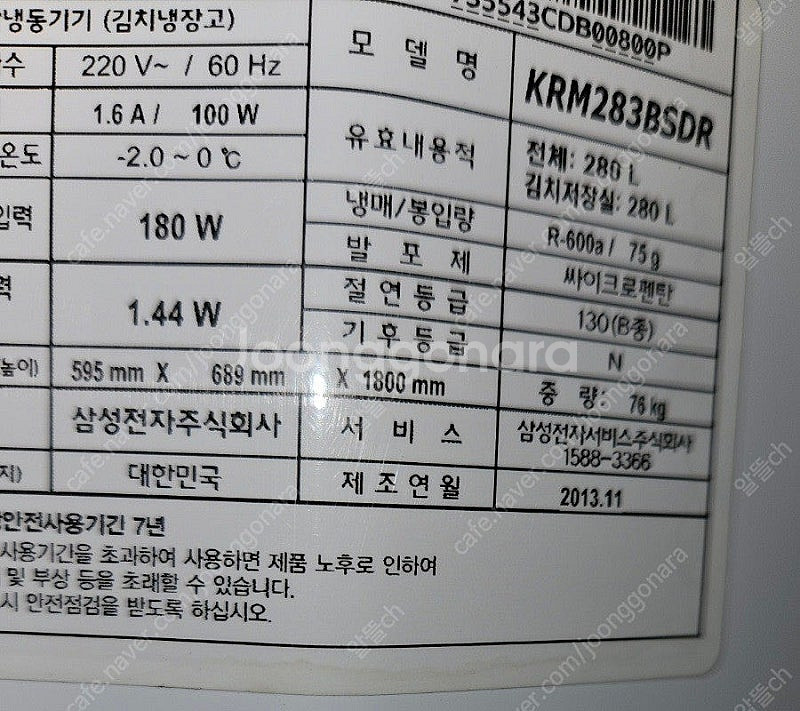 냉동기기 (김치냉장고)
755543CDB00800P
수 220 V~ / 60 Hz 모델명 KRM283BSDR
1.6 A / 100 W
온도 -2.0 ~ 0 ℃ 유효내용적 전체: 280 L
김치저장실: 280 L
입력 180 W 냉매/봉입량 R-600a / 75 g
발포제 싸이크로펜탄
력 1.44 W 절연등급 130(B종)
기후등급 N
높이) 595 mm X 689 mm X 1800 mm 중 량: 76 kg
삼성전자주식회사 서비스 삼성전자서비스주식회사
1588-3366
지) 대한민국 제조연월 2013.11
안전사용기간 7년
사용기간을 초과하여 사용하면 제품 노후로 인하여
및 부상 등을 초래할 수 있습니다.
시 안전점검을 받도록 하십시오.
Joonggonara
cafe.naver.com/joonggonara
알뜰ch